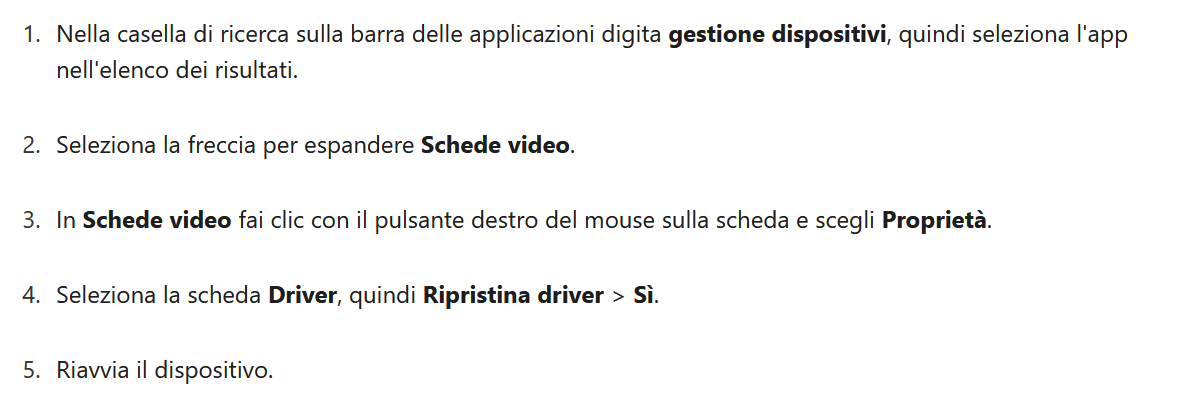 1. Nella casella di ricerca sulla barra delle applicazioni digita gestione dispositivi, quindi seleziona l'app
nell'elenco dei risultati.
2. Seleziona la freccia per espandere Schede video.
3. In Schede video fai clic con il pulsante destro del mouse sulla scheda e scegli Proprietà.
4. Seleziona la scheda Driver, quindi Ripristina driver > Sì.
5. Riavvia il dispositivo.